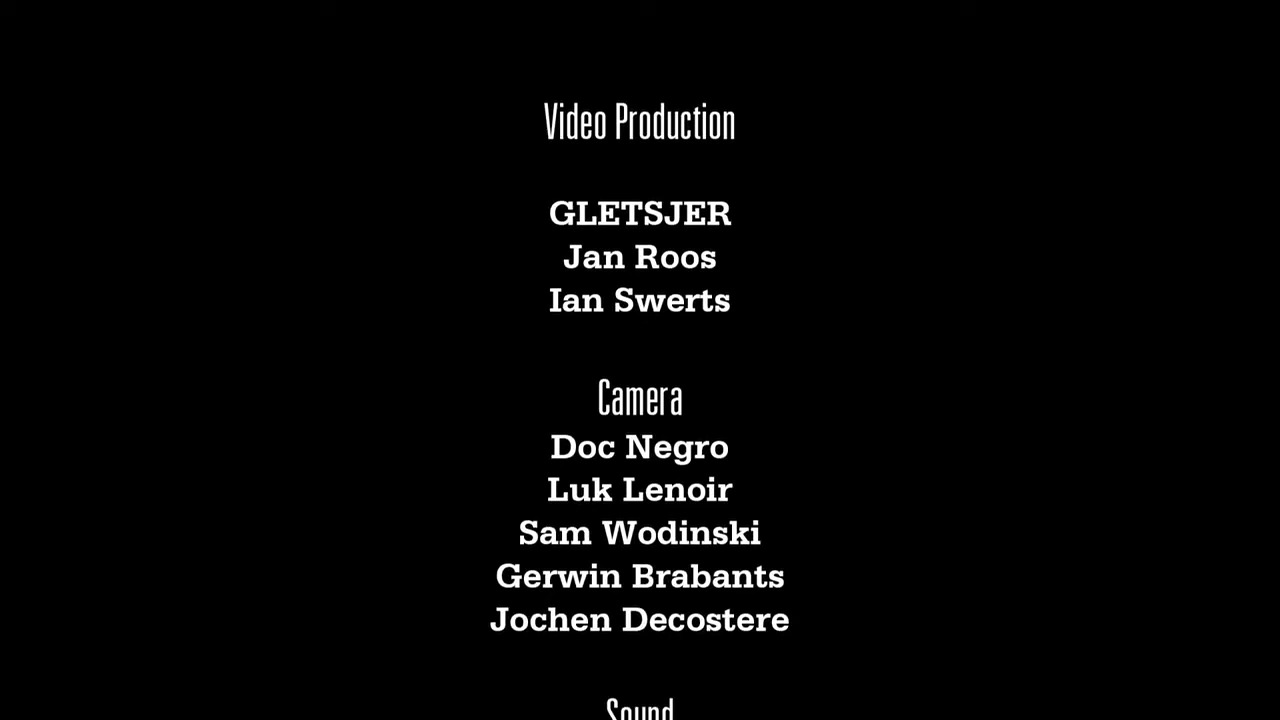 Video Production
GLETSJER
Jan Roos
Ian Swerts
Camera
Doc Negro
Luk Lenoir
Sam Wodinski
Gerwin Brabants
Jochen Decostere
Sound